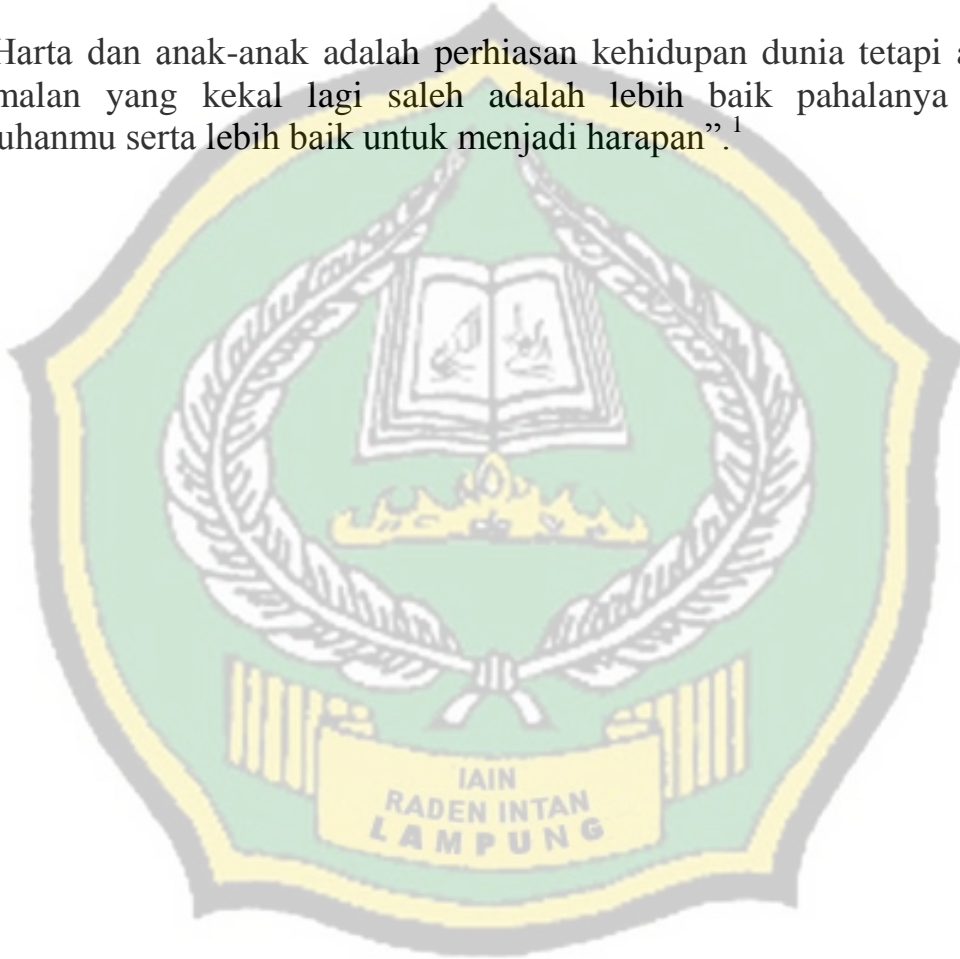 Harta dan anak-anak adalah perhiasan kehidupan dunia tetapi a
malan yang kekal lagi saleh adalah lebih baik pahalanya
uhanmu serta lebih baik untuk menjadi harapan”.1
IAIN
RADEN INTAN
LAMPUNG